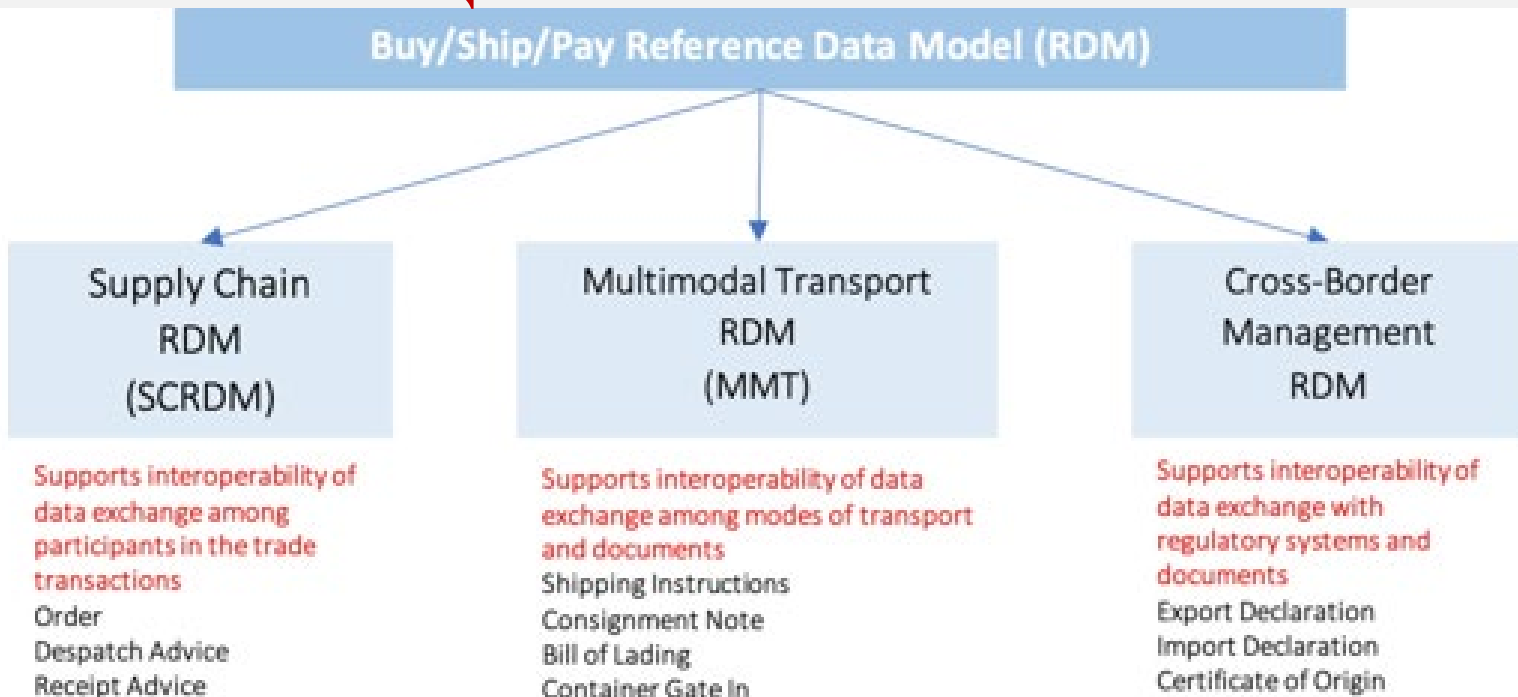 Buy/Ship/Pay Reference Data Model (RDM)
Supply Chain
RDM
(SCRDM)
Supports interoperability of
data exchange among
participants in the trade
transactions
Order
Despatch Advice
Receipt Advice
Multimodal Transport
RDM
(MMT)
Supports interoperability of data
exchange among modes of transport
and documents
Shipping Instructions
Consignment Note
Bill of Lading
Container Gate In
Cross-Border
Management
RDM
Supports interoperability of
data exchange with
regulatory systems and
documents
Export Declaration
Import Declaration
Certificate of Origin